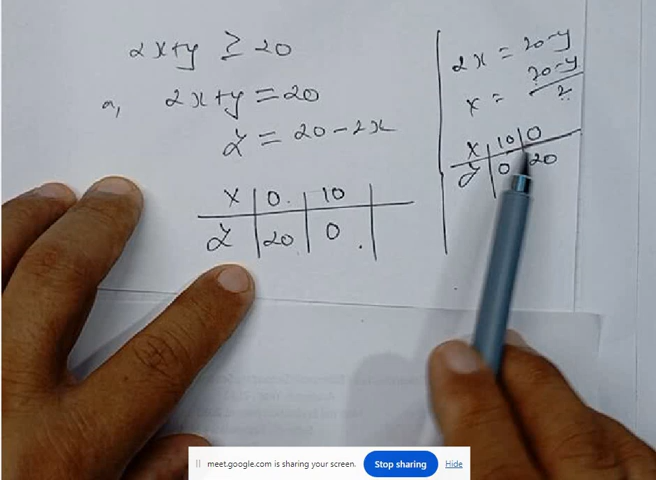 2x+y ≥ 20
a, 2x+y = 20
y = 20-2x
x | 0 | 10
y | 20 | 0
2x = 20-y
x = 20-y/2
x | 10 | 0
y | 0 | 20
meet.google.com is sharing your screen. Stop sharing Hide